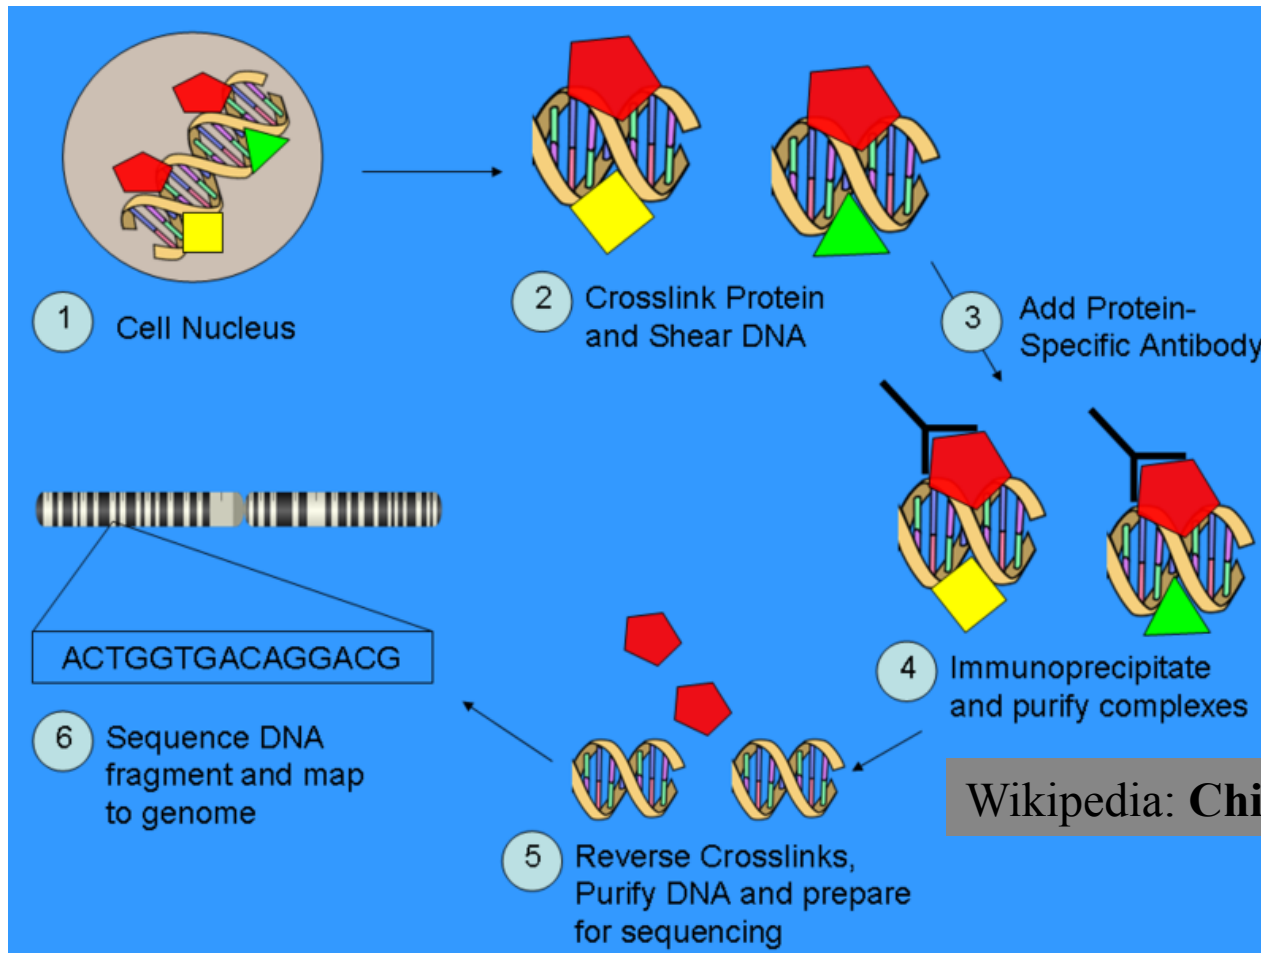 1
Cell Nucleus
2
Crosslink Protein
and Shear DNA
3
Add Protein-
Specific Antibody
4
Immunoprecipitate
and purify complexes
5
Reverse Crosslinks,
Purify DNA and prepare
for sequencing
6
Sequence DNA
fragment and map
to genome
ACTGGTGACAGGACG
Wikipedia: Chi